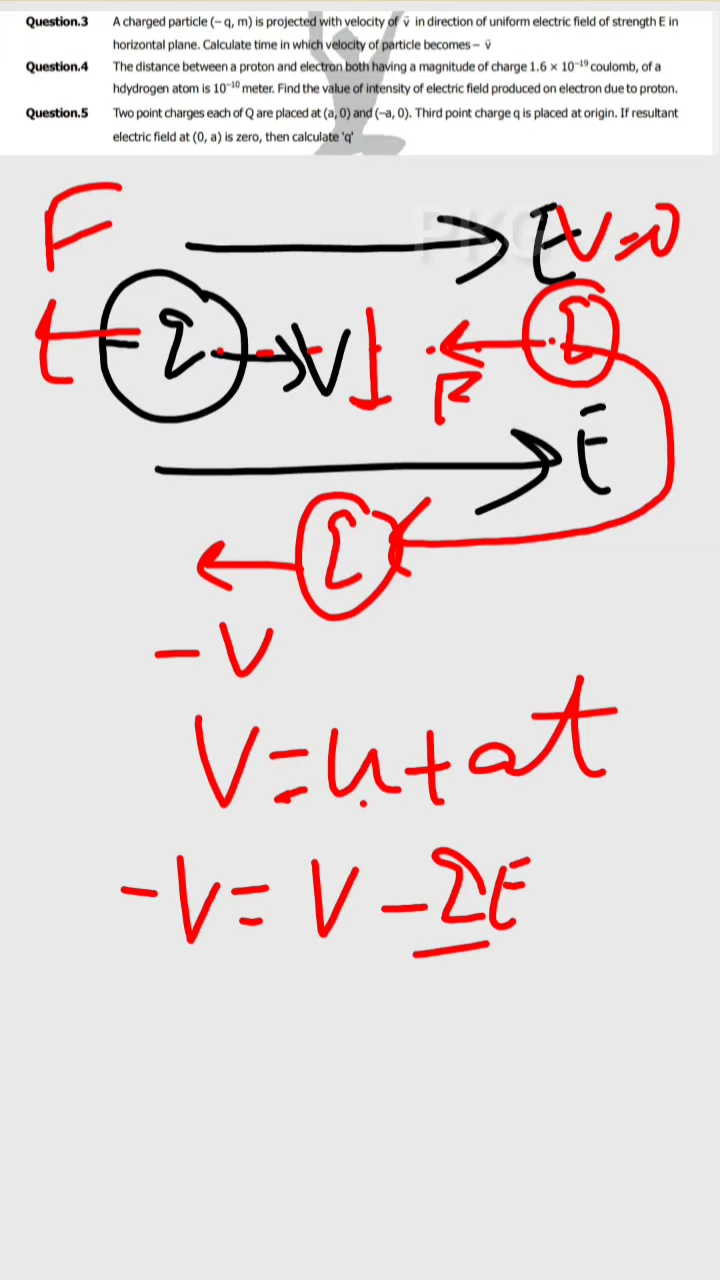 Question.3 A charged particle (– q, m) is projected with velocity of v̂ in direction of uniform electric field of strength E in
horizontal plane. Calculate time in which velocity of particle becomes – v̂
Question.4 The distance between a proton and electron both having a magnitude of charge 1.6 × 10⁻¹⁹ coulomb, of a
hdydrogen atom is 10⁻¹⁰ meter. Find the value of intensity of electric field produced on electron due to proton.
Question.5 Two point charges each of Q are placed at (a, 0) and (–a, 0). Third point charge q is placed at origin. If resultant
electric field at (0, a) is zero, then calculate 'q'
F E V=0
-q V
F
E
-V
V=u+at
-V=V-qE